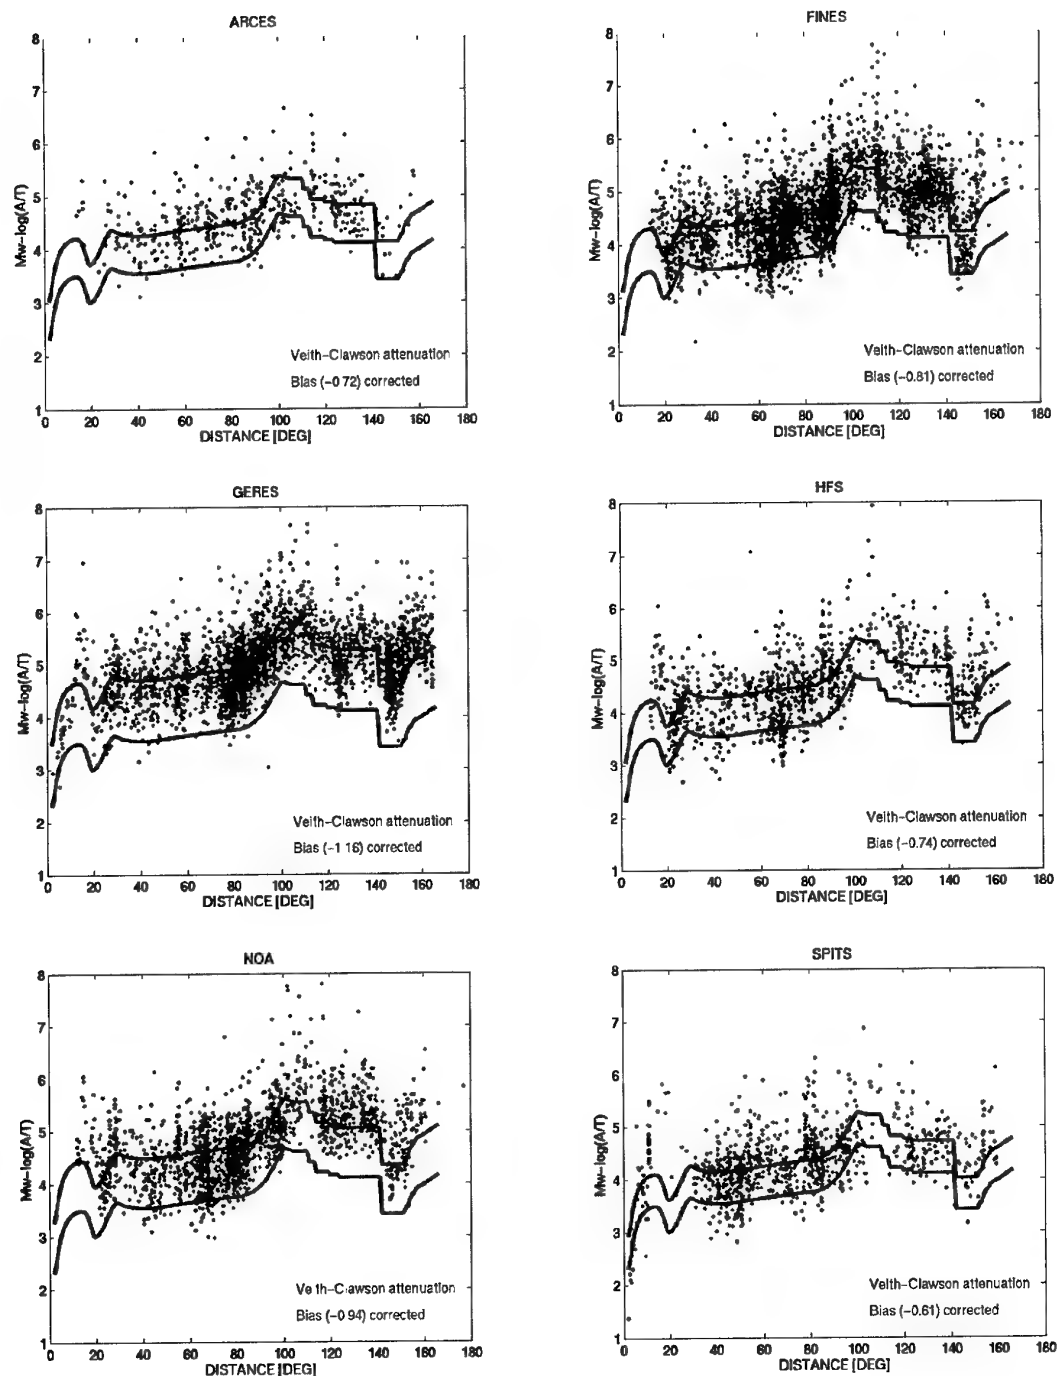 ARCES
8
7
6
5
4
3
2
1
Mw-log(A/T)
Veith-Clawson attenuation
Bias (-0 72) corrected
0 20 40 60 80 100 120 140 160 180
DISTANCE [DEG]
FINES
8
7
6
5
4
3
2
1
Mw-log(A/T)
Veith-Clawson attenuation
Bias (-0.81) corrected
0 20 40 60 80 100 120 140 160 180
DISTANCE [DEG]
GERES
8
7
6
5
4
3
2
1
Mw-log(A/T)
Veith-Clawson attenuation
Bias (-1 16) corrected
0 20 40 60 80 100 120 140 160 180
DISTANCE [DEG]
HFS
8
7
6
5
4
3
2
1
Mw-log(A/T)
Veith-Clawson attenuation
Bias (-0.74) corrected
0 20 40 60 80 100 120 140 160 180
DISTANCE [DEG]
NOA
8
7
6
5
4
3
2
1
Mw-log(A/T)
Ve th-C awson attenuation
Bias (-0 94) corrected
0 20 40 60 80 100 120 140 160 180
DISTANCE [DEG]
SPITS
8
7
6
5
4
3
2
1
Mw-log(A/T)
Veith-Clawson attenuation
Bias (-0.61) corrected
0 20 40 60 80 100 120 140 160 180
DISTANCE [DEG]